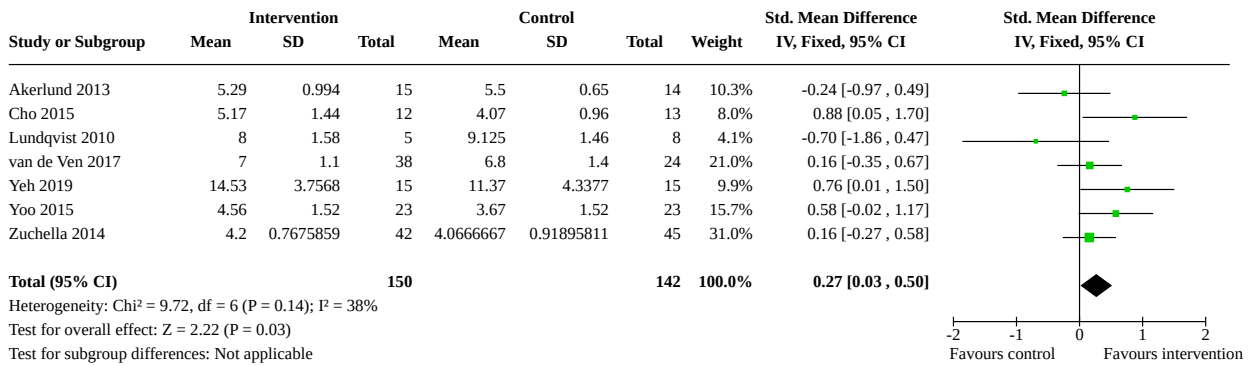 Intervention Control Std. Mean Difference Std. Mean Difference
Study or Subgroup Mean SD Total Mean SD Total Weight IV, Fixed, 95% CI IV, Fixed, 95% CI
Akerlund 2013 5.29 0.994 15 5.5 0.65 14 10.3% -0.24 [-0.97 , 0.49]
Cho 2015 5.17 1.44 12 4.07 0.96 13 8.0% 0.88 [0.05 , 1.70]
Lundqvist 2010 8 1.58 5 9.125 1.46 8 4.1% -0.70 [-1.86 , 0.47]
van de Ven 2017 7 1.1 38 6.8 1.4 24 21.0% 0.16 [-0.35 , 0.67]
Yeh 2019 14.53 3.7568 15 11.37 4.3377 15 9.9% 0.76 [0.01 , 1.50]
Yoo 2015 4.56 1.52 23 3.67 1.52 23 15.7% 0.58 [-0.02 , 1.17]
Zuchella 2014 4.2 0.7675859 42 4.0666667 0.91895811 45 31.0% 0.16 [-0.27 , 0.58]
Total (95% CI) 150 142 100.0% 0.27 [0.03 , 0.50]
Heterogeneity: Chi² = 9.72, df = 6 (P = 0.14); I² = 38%
Test for overall effect: Z = 2.22 (P = 0.03)
Test for subgroup differences: Not applicable
-2 -1 0 1 2
Favours control Favours intervention